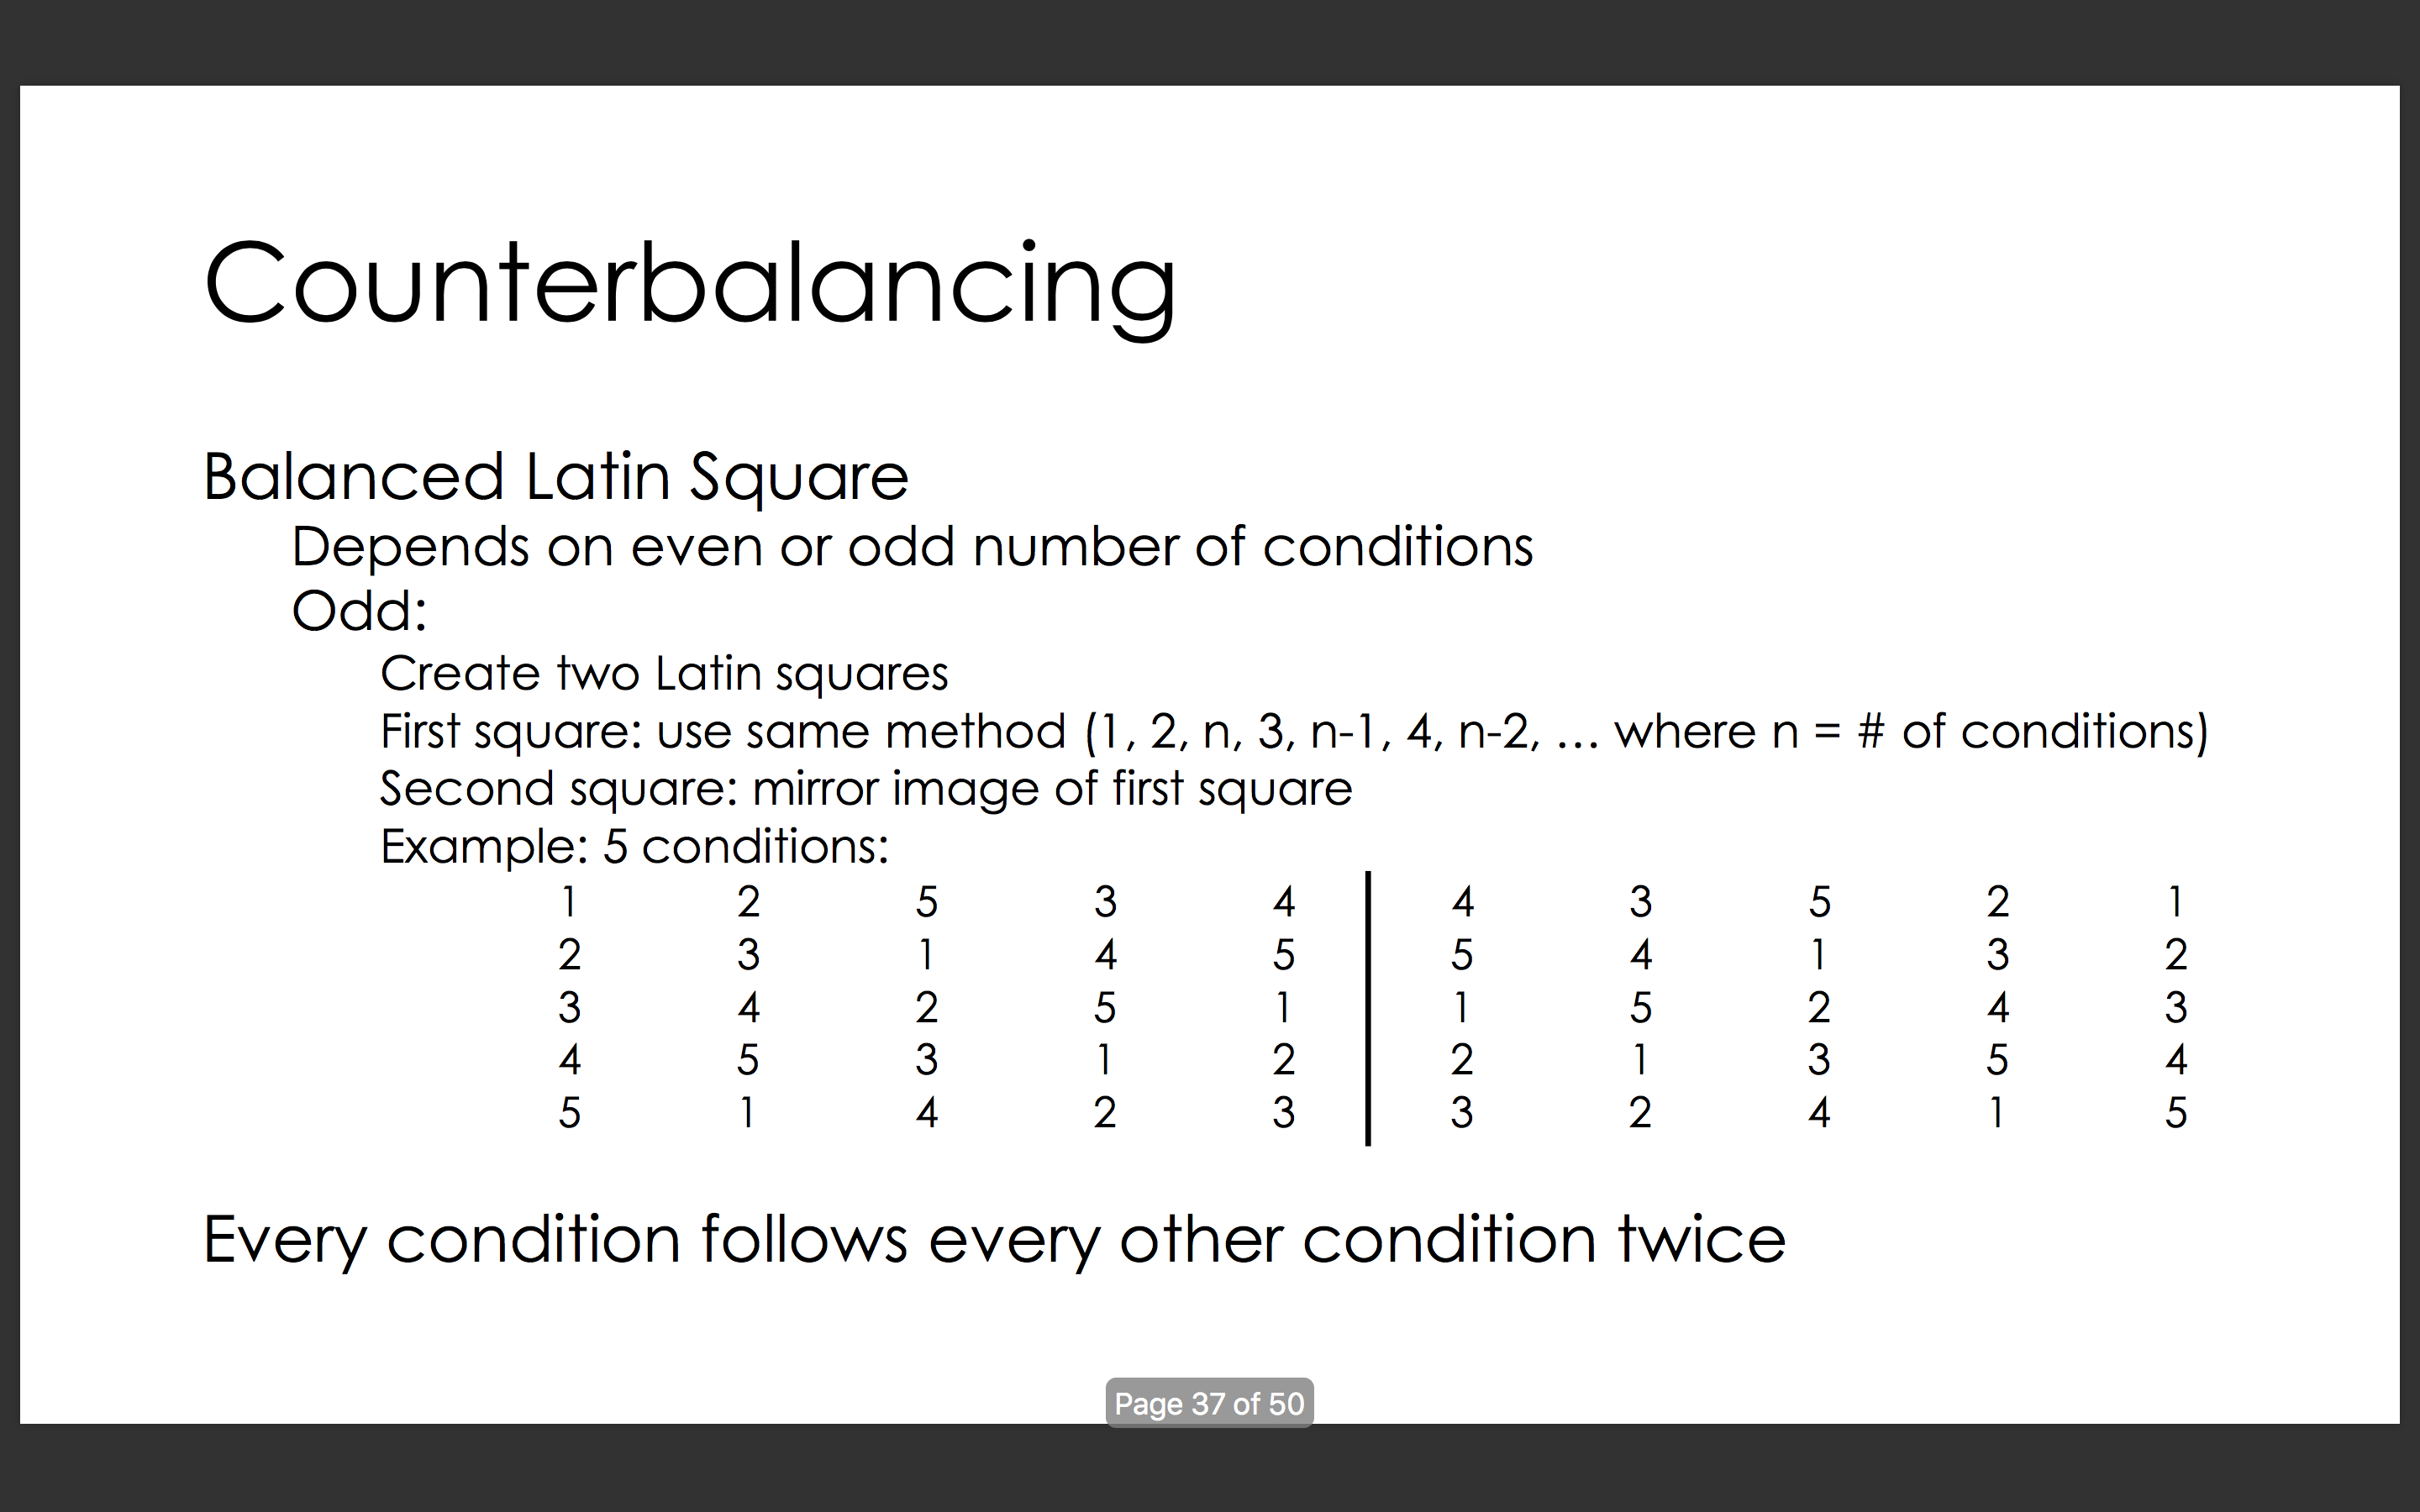 Counterbalancing
Balanced Latin Square
Depends on even or odd number of conditions
Odd:
Create two Latin squares
First square: use same method (1, 2, n, 3, n-1, 4, n-2, ... where n = # of conditions)
Second square: mirror image of first square
Example: 5 conditions:
1 2 5 3 4 4 3 5 2 1
2 3 1 4 5 5 4 1 3 2
3 4 2 5 1 1 5 2 4 3
4 5 3 1 2 2 1 3 5 4
5 1 4 2 3 3 2 4 1 5
Every condition follows every other condition twice
Page 37 of 50